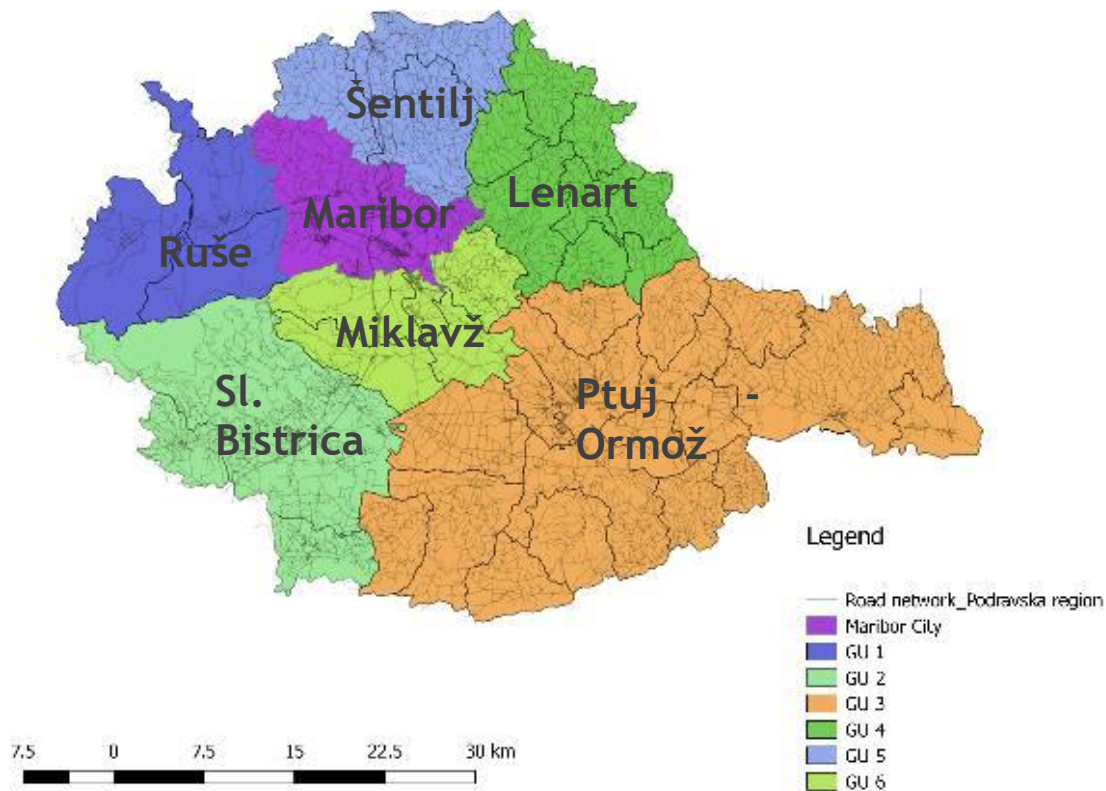 Šentilj
Lenart
Maribor
Ruše
Miklavž
Sl.
Bistrica
Ptuj -
Ormož
Legend
Road network_Podravska region
Maribor City
GU 1
GU 2
GU 3
GU 4
GU 5
GU 6
7.5 0 7.5 15 22.5 30 km